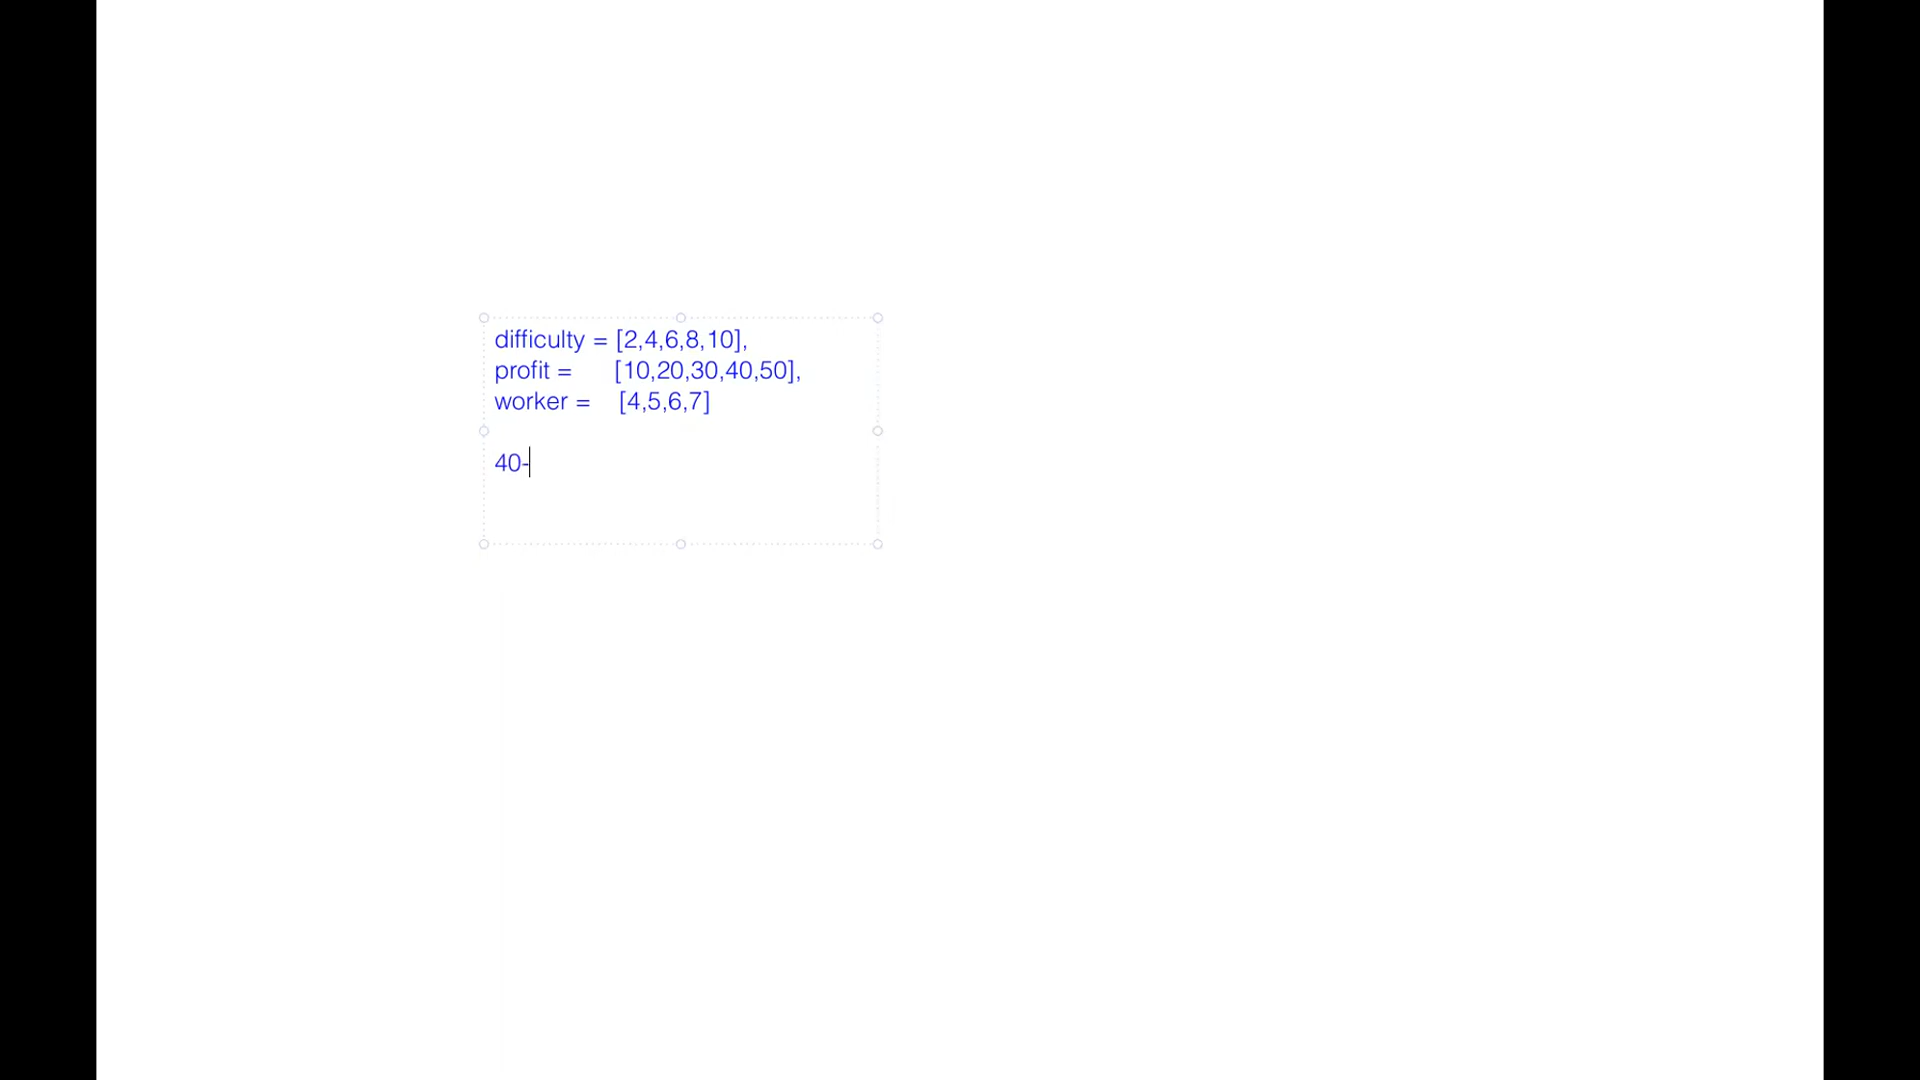 difficulty = [2,4,6,8,10],
profit = [10,20,30,40,50],
worker = [4,5,6,7]
40-